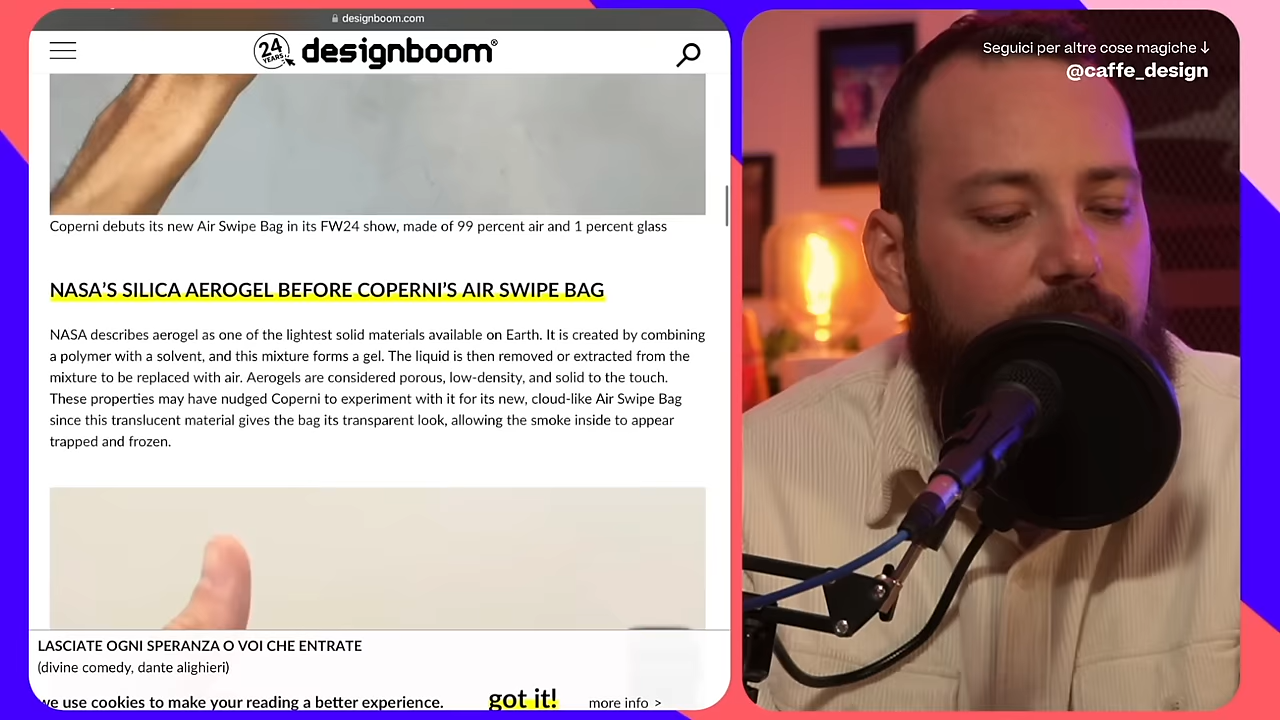 designboom.com
24
YEARS
designboom®
Seguici per altre cose magiche ↓
@caffe_design
Coperni debuts its new Air Swipe Bag in its FW24 show, made of 99 percent air and 1 percent glass
NASA’S SILICA AEROGEL BEFORE COPERNI’S AIR SWIPE BAG
NASA describes aerogel as one of the lightest solid materials available on Earth. It is created by combining
a polymer with a solvent, and this mixture forms a gel. The liquid is then removed or extracted from the
mixture to be replaced with air. Aerogels are considered porous, low-density, and solid to the touch.
These properties may have nudged Coperni to experiment with it for its new, cloud-like Air Swipe Bag
since this translucent material gives the bag its transparent look, allowing the smoke inside to appear
trapped and frozen.
LASCIATE OGNI SPERANZA O VOI CHE ENTRATE
(divine comedy, dante alighieri)
we use cookies to make your reading a better experience. got it! more info >